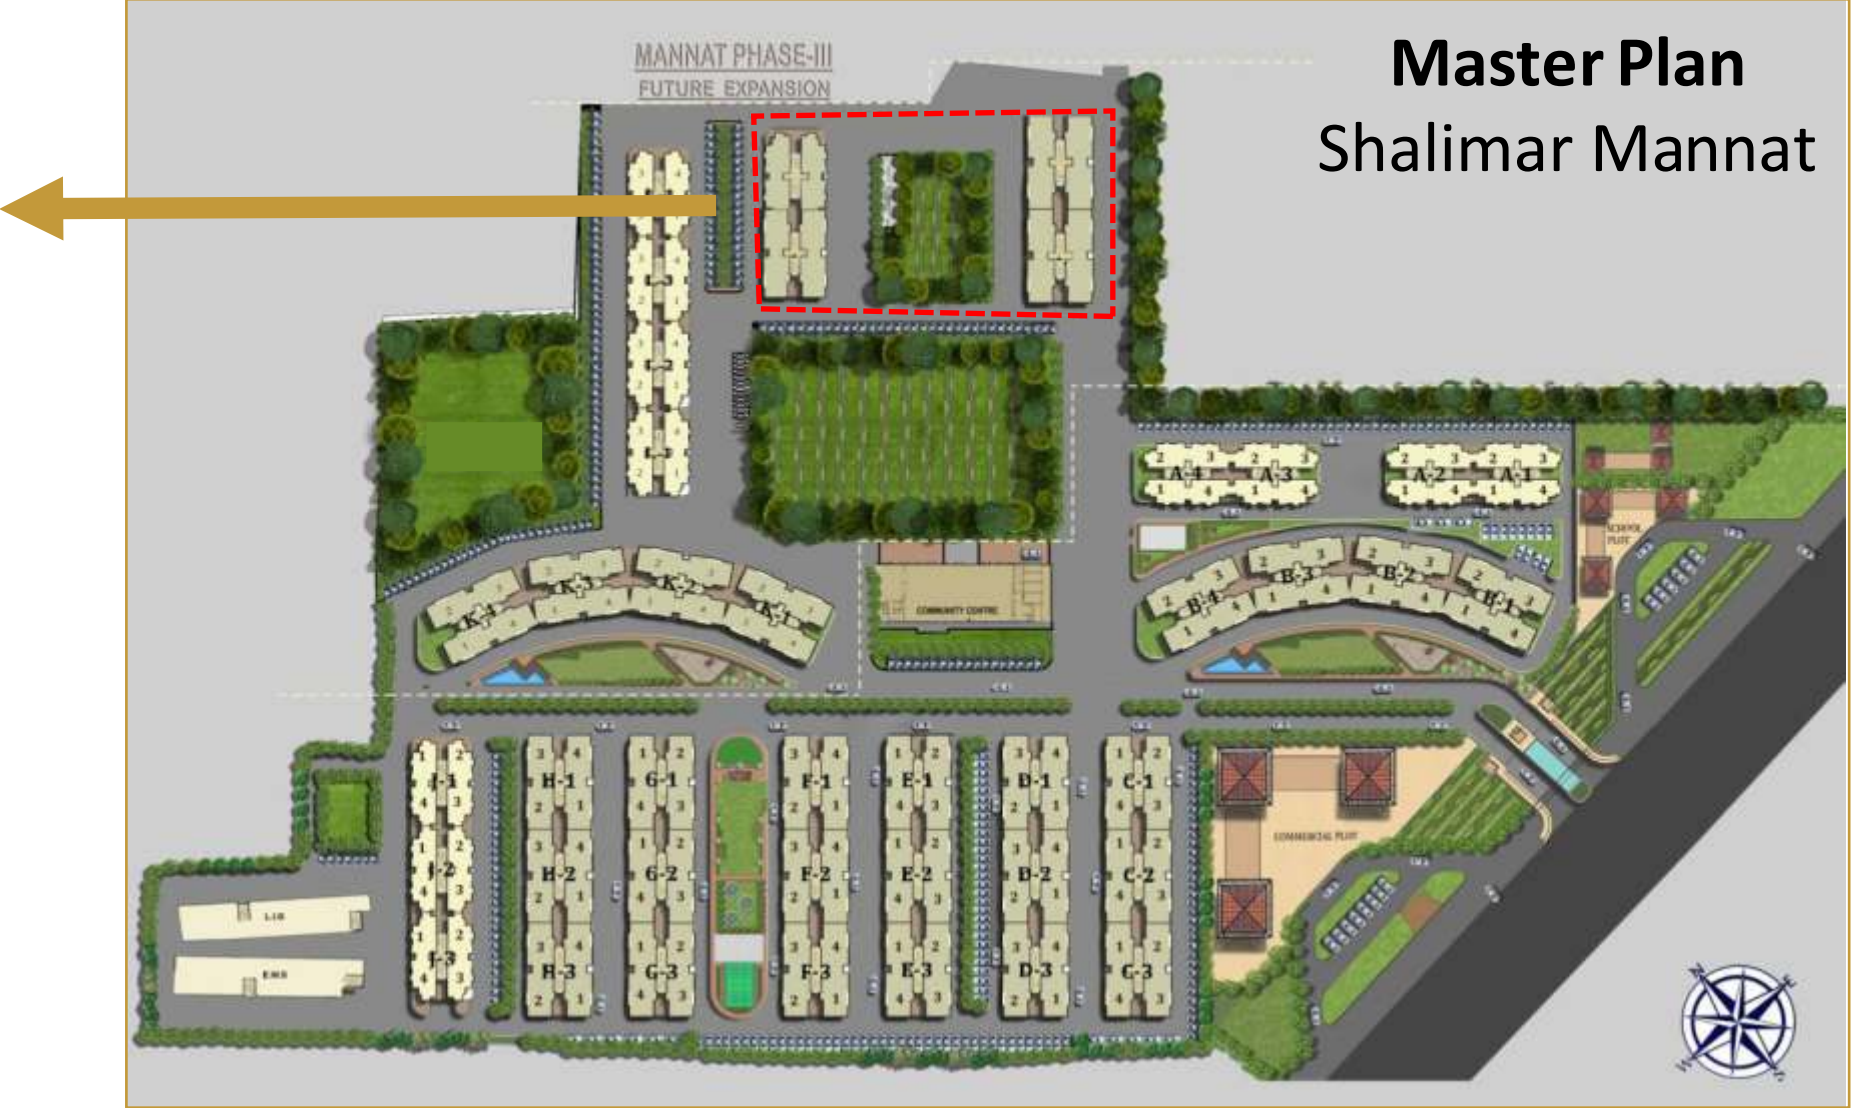 Master Plan
Shalimar Mannat
MANNAT PHASE-III
FUTURE EXPANSION
A-4
A-3
A-2
A-1
SCHOOL
PLOT
K-4
K-3
K-2
K-1
COMMUNITY CENTRE
B-4
B-3
B-2
B-1
J-1
H-1
G-1
F-1
E-1
D-1
C-1
COMMERCIAL PLOT
J-2
H-2
G-2
F-2
E-2
D-2
C-2
LIG
EWS
J-3
H-3
G-3
F-3
E-3
D-3
C-3
N
E
W
S